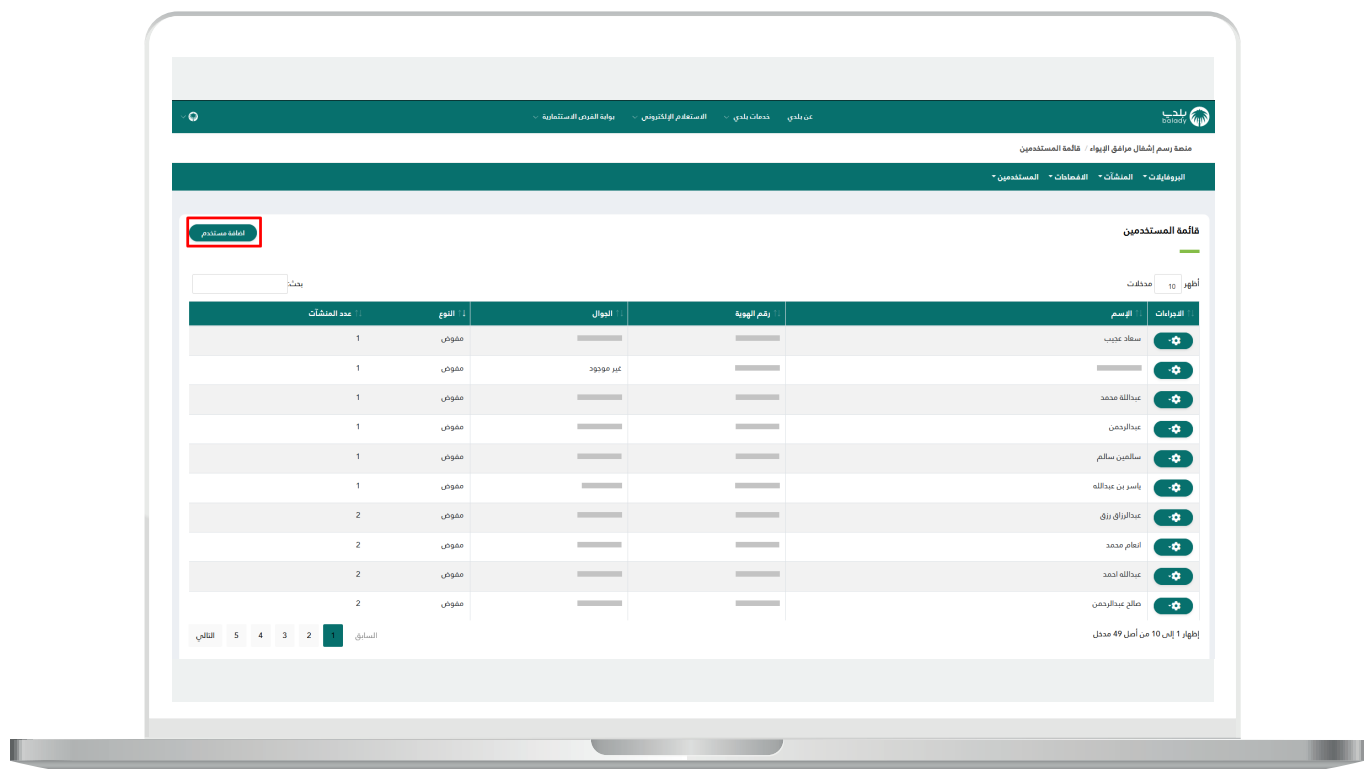 بلدي
balady
عن بلدي
خدمات بلدي
الاستعلام الإلكتروني
بوابة الفرص الاستثمارية
منصة رسم إشغال مرافق الإيواء / قائمة المستخدمين
البروفايلات
المنشآت
الافصاحات
المستخدمين
قائمة المستخدمين
اضافة مستخدم
أظهر 10 مدخلات
بحث:
الاجراءات الإسم رقم الهوية الجوال النوع عدد المنشآت
سعاد عجيب مفوض 1
غير موجود مفوض 1
عبداللة محمد مفوض 1
عبدالرحمن مفوض 1
سالمين سالم مفوض 1
ياسر بن عبدالله مفوض 1
عبدالرزاق رزق مفوض 2
انعام محمد مفوض 2
عبدالله احمد مفوض 2
صالح عبدالرحمن مفوض 2
إظهار 1 إلى 10 من أصل 49 مدخل
السابق 1 2 3 4 5 التالي